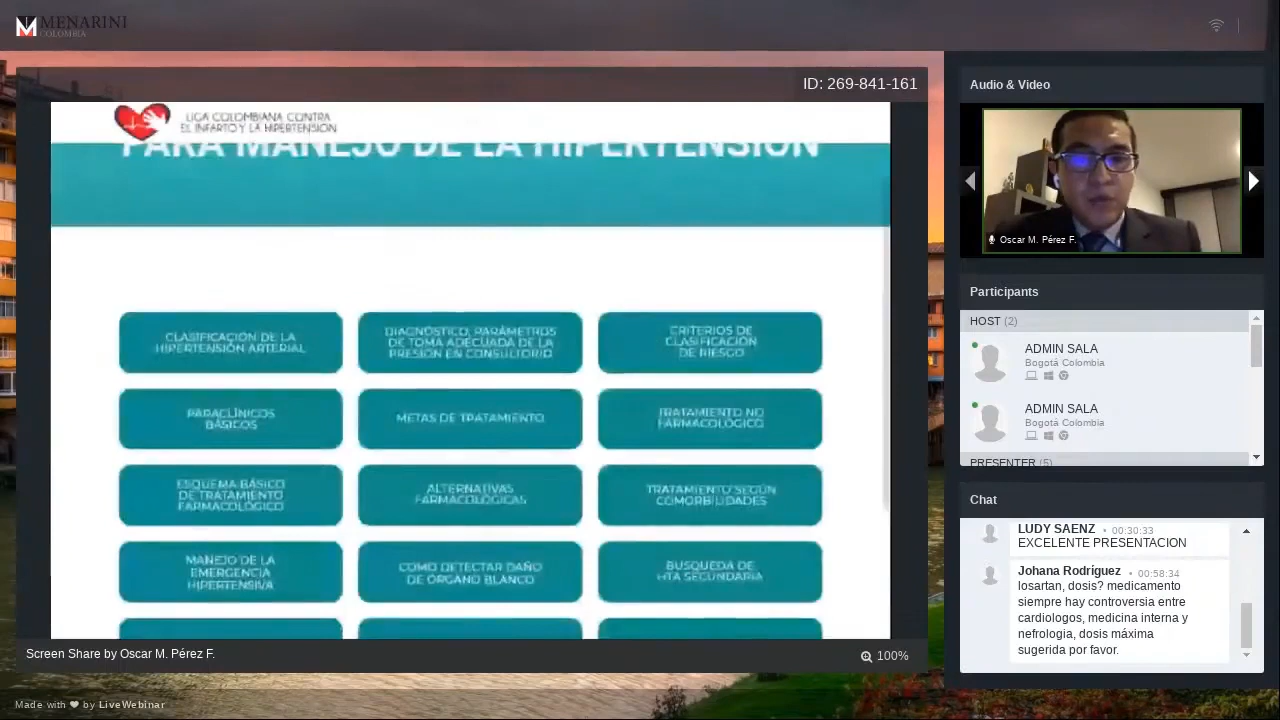 MENARINI
COLOMBIA
ID: 269-841-161
LIGA COLOMBIANA CONTRA
EL INFARTO Y LA HIPERTENSIÓN
PARA MANEJO DE LA HIPERTENSIÓN
CLASIFICACIÓN DE LA
HIPERTENSIÓN ARTERIAL
DIAGNÓSTICO, PARÁMETROS
DE TOMA ADECUADA DE LA
PRESIÓN EN CONSULTORIO
CRITERIOS DE
CLASIFICACIÓN
DE RIESGO
PARACLÍNICOS
BÁSICOS
METAS DE TRATAMIENTO
TRATAMIENTO NO
FARMACOLÓGICO
ESQUEMA BÁSICO
DE TRATAMIENTO
FARMACOLÓGICO
ALTERNATIVAS
FARMACOLÓGICAS
TRATAMIENTO SEGÚN
COMORBILIDADES
MANEJO DE LA
EMERGENCIA
HIPERTENSIVA
COMO DETECTAR DAÑO
DE ÓRGANO BLANCO
BUSQUEDA DE
HTA SECUNDARIA
Screen Share by Oscar M. Pérez F.
100%
Made with ❤ by LiveWebinar
Audio & Video
Oscar M. Pérez F.
Participants
HOST (2)
ADMIN SALA
Bogotá Colombia
ADMIN SALA
Bogotá Colombia
PRESENTER (5)
Chat
LUDY SAENZ • 00:30:33
EXCELENTE PRESENTACION
Johana Rodríguez • 00:58:34
losartan, dosis? medicamento
siempre hay controversia entre
cardiologos, medicina interna y
nefrologia, dosis máxima
sugerida por favor.